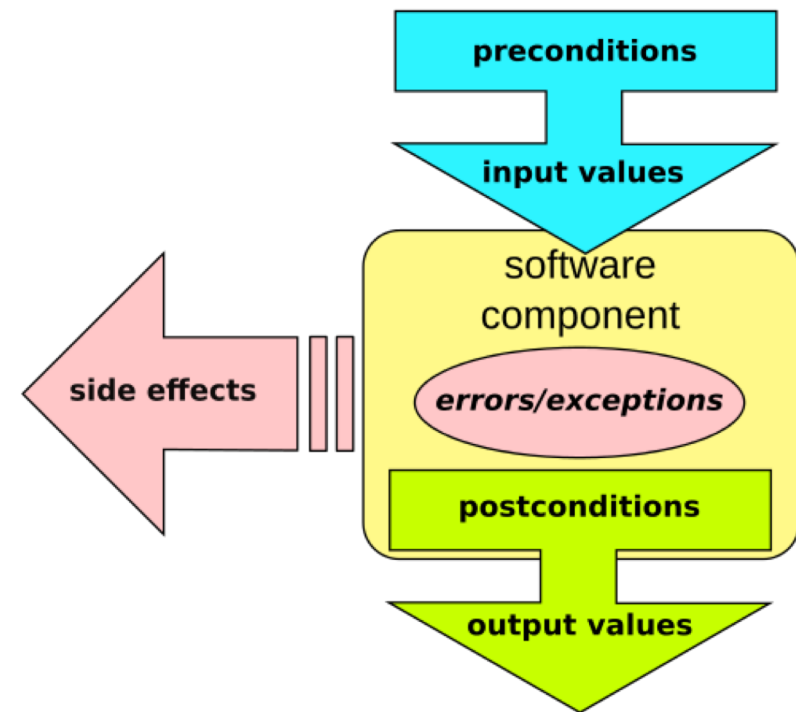 preconditions
input values
software
component
side effects
errors/exceptions
postconditions
output values